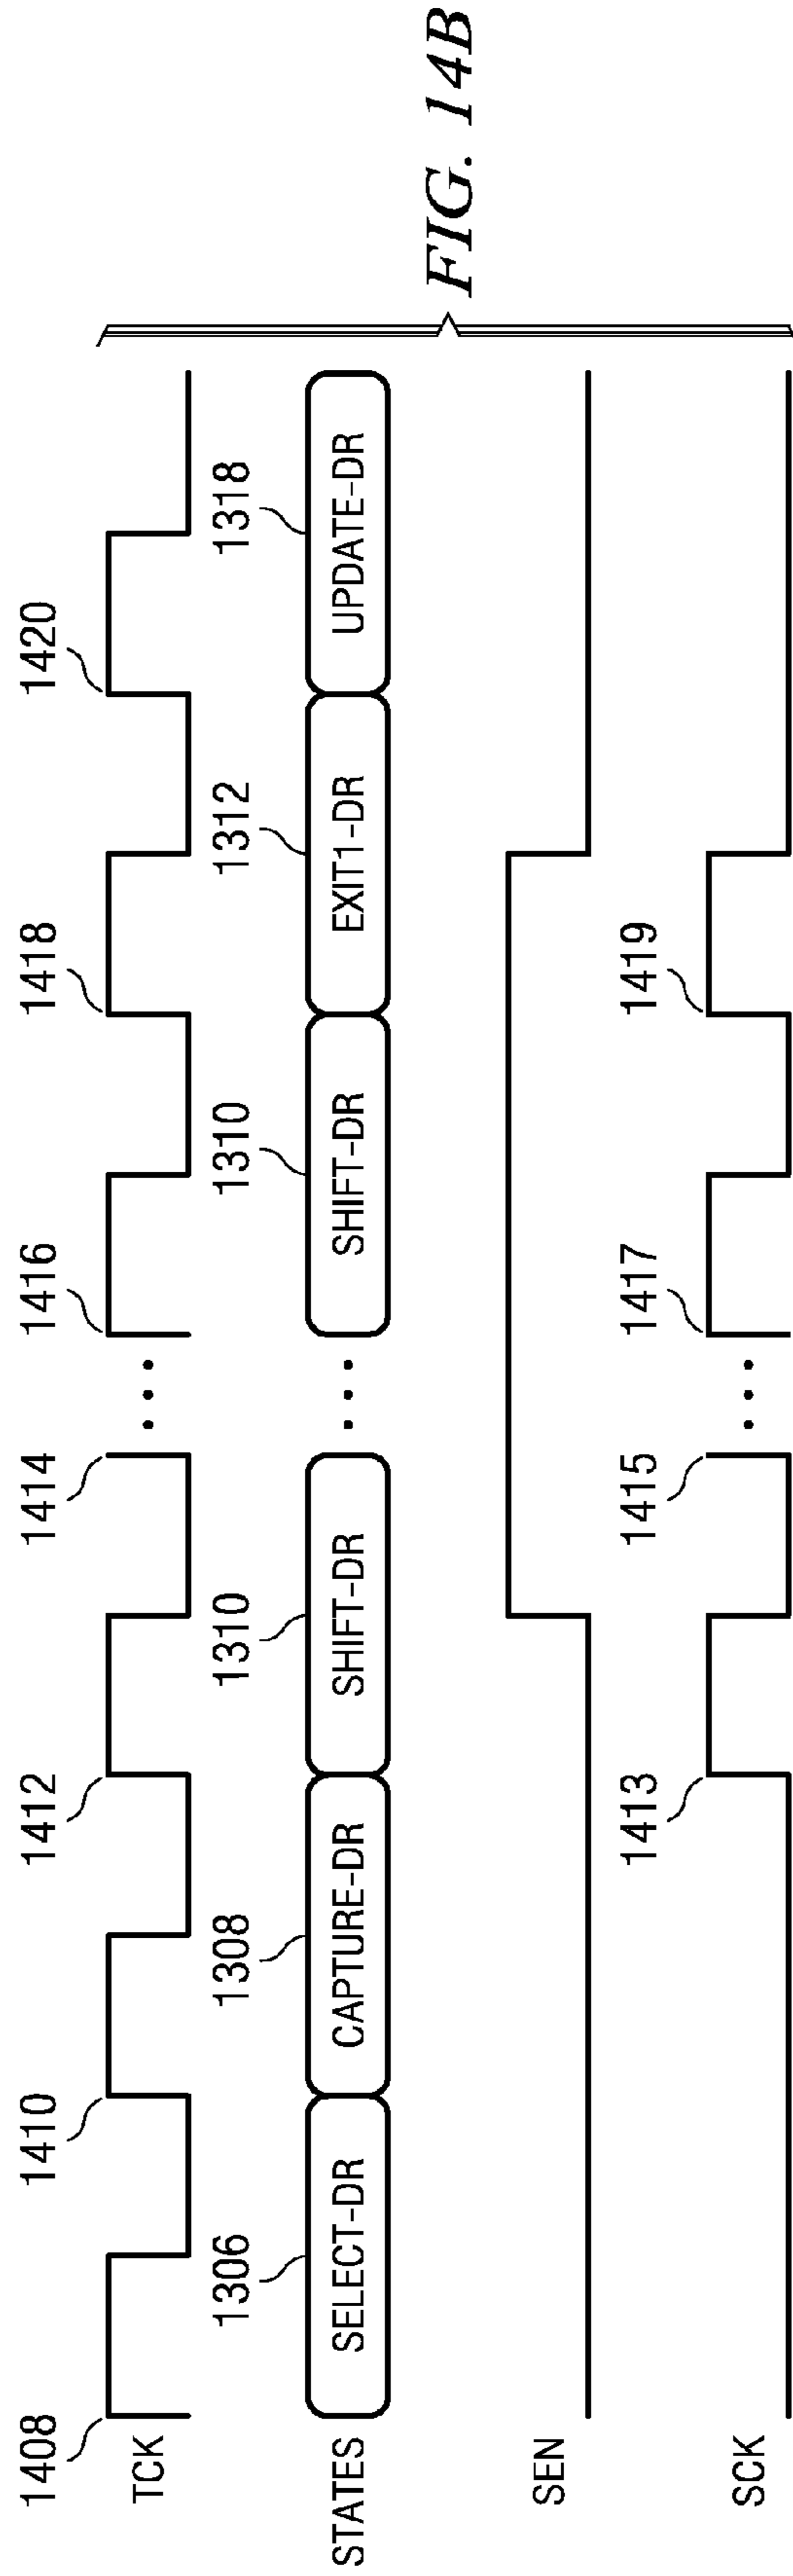 1408 1410 1412 1414 1416 1418 1420
TCK
1306 1308 1310 1310 1312 1318
STATES SELECT-DR CAPTURE-DR SHIFT-DR SHIFT-DR EXIT1-DR UPDATE-DR
SEN
1413 1415 1417 1419
SCK
FIG. 14B